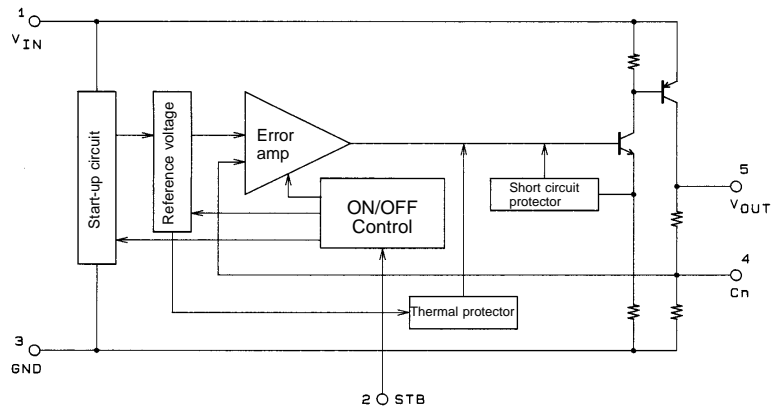 1
VIN
Start-up circuit
Reference voltage
Error
amp
ON/OFF
Control
Short circuit
protector
Thermal protector
5
VOUT
4
Cn
3
GND
2 STB